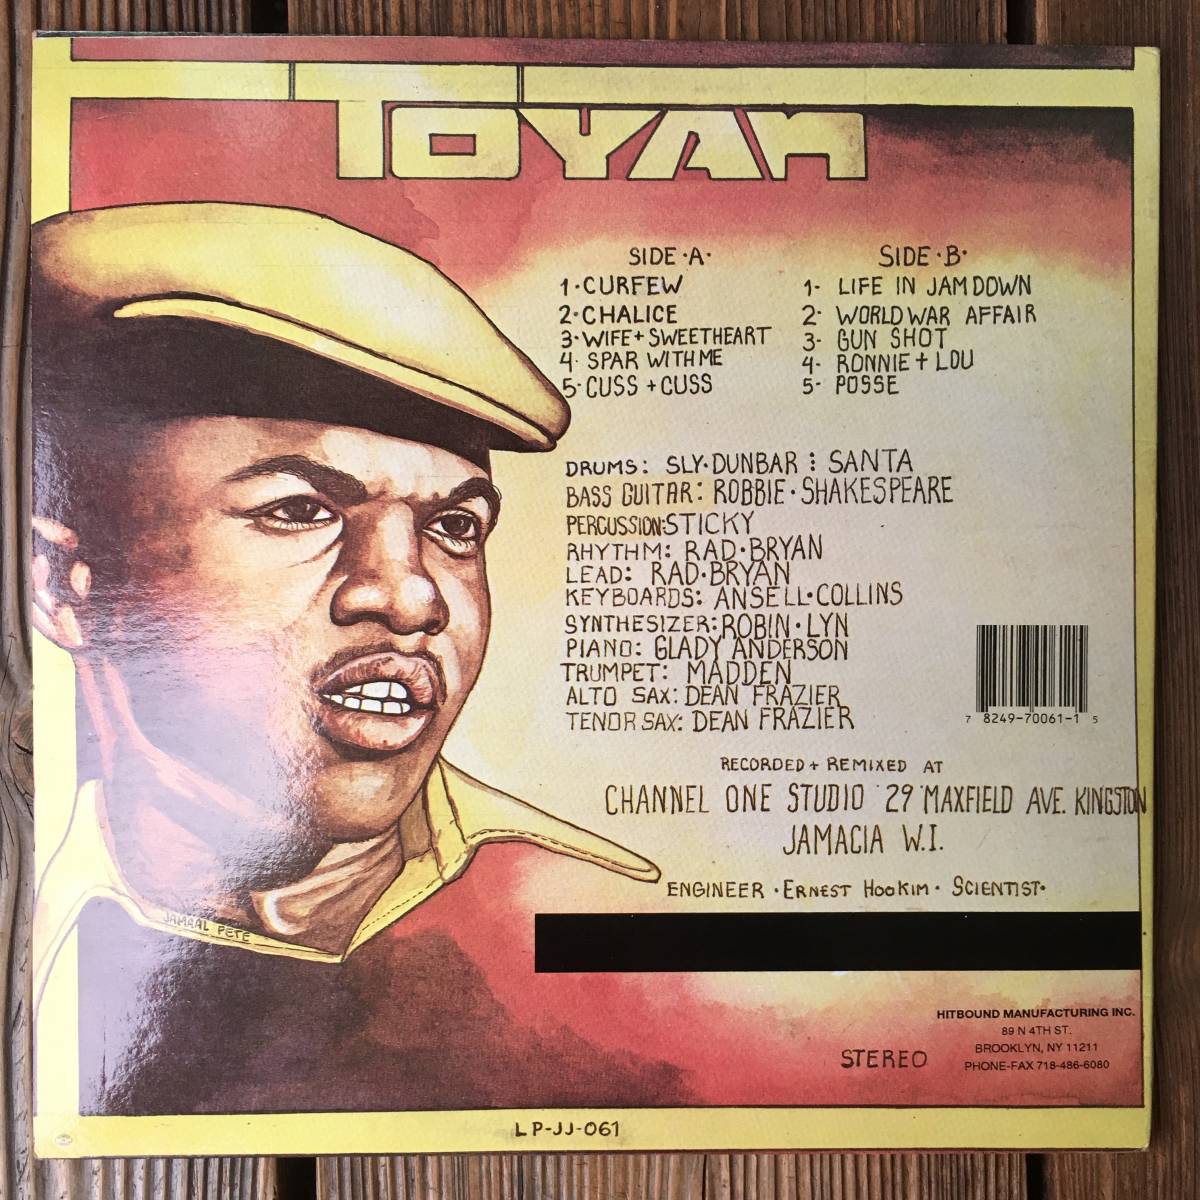 TOYAN
SIDE·A·
1·CURFEW
2·CHALICE
3·WIFE+SWEETHEART
4·SPAR WITH ME
5·CUSS+CUSS
SIDE·B·
1- LIFE IN JAMDOWN
2- WORLD WAR AFFAIR
3- GUN SHOT
4- RONNIE+LOU
5- POSSE
DRUMS: SLY·DUNBAR : SANTA
BASS GUITAR: ROBBIE·SHAKESPEARE
PERCUSSION:STICKY
RHYTHM: RAD·BRYAN
LEAD: RAD·BRYAN
KEYBOARDS: ANSELL·COLLINS
SYNTHESIZER:ROBIN·LYN
PIANO: GLADY ANDERSON
TRUMPET: MADDEN
ALTO SAX: DEAN FRAZIER
TENOR SAX: DEAN FRAZIER
7 8249-70061-1 5
RECORDED + REMIXED AT
CHANNEL ONE STUDIO 29 MAXFIELD AVE. KINGSTON
JAMACIA W.I.
ENGINEER·ERNEST HOOKIM·SCIENTIST·
JAMAAL PETE
HITBOUND MANUFACTURING INC.
89 N 4TH ST.
BROOKLYN, NY 11211
PHONE-FAX 718-486-6080
STEREO
LP-JJ-061